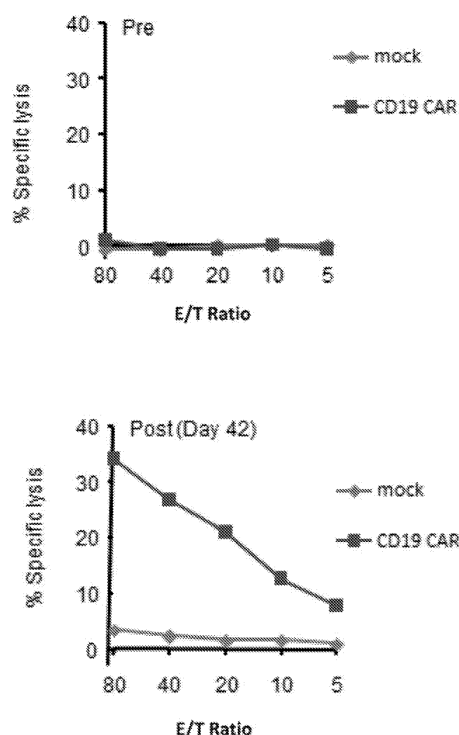 Pre
40
30
20
10
0
% Specific lysis
80 40 20 10 5
E/T Ratio
mock
CD19 CAR
Post (Day 42)
40
30
20
10
0
% Specific lysis
80 40 20 10 5
E/T Ratio
mock
CD19 CAR